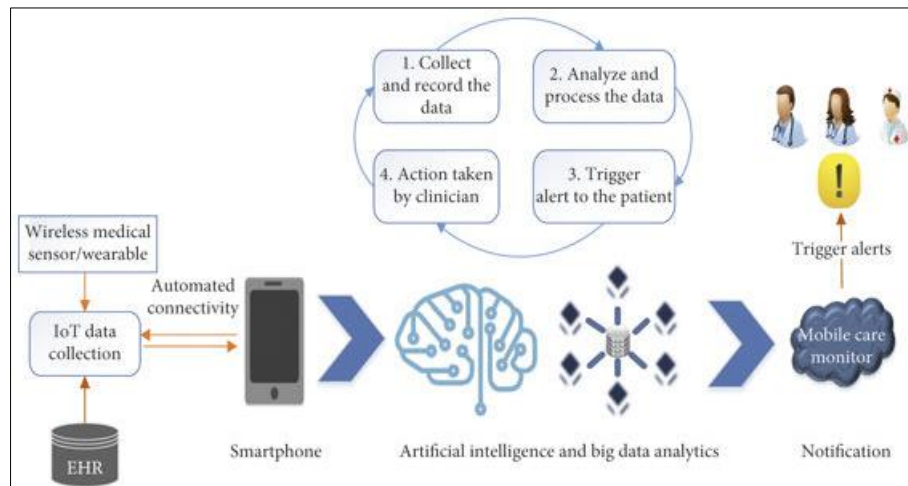 1. Collect
and record the
data
2. Analyze and
process the data
4. Action taken
by clinician
3. Trigger
alert to the patient
Wireless medical
sensor/wearable
Automated
connectivity
IoT data
collection
EHR
Smartphone
Artificial intelligence and big data analytics
!
Trigger alerts
Mobile care
monitor
Notification